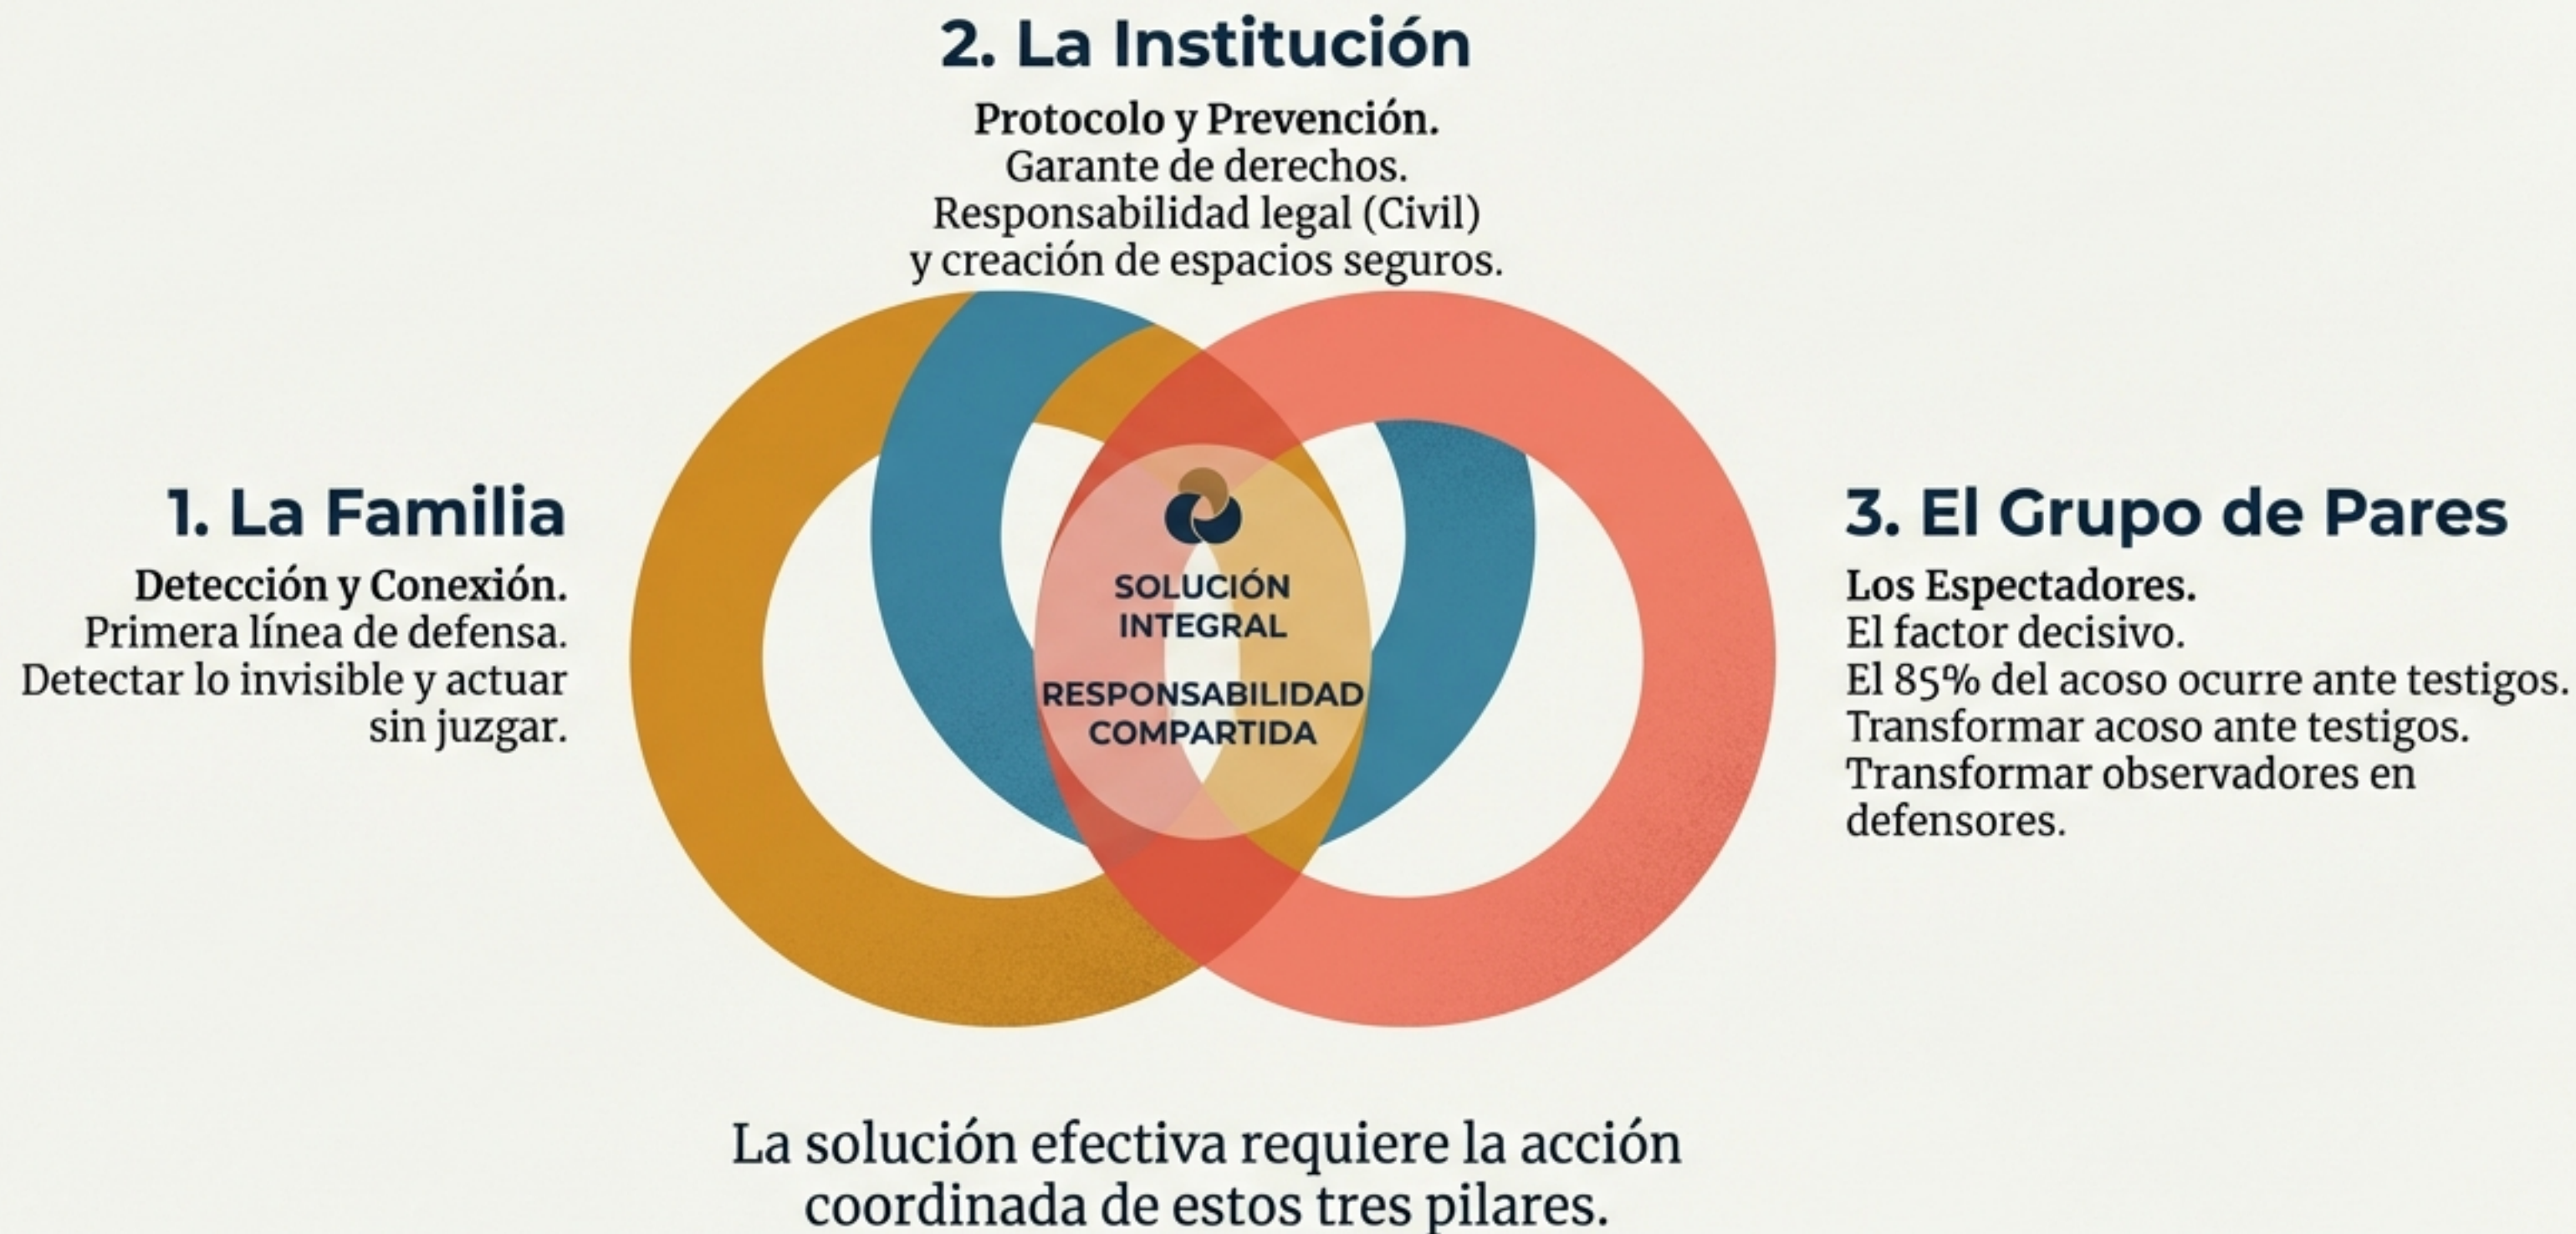 2. La Institución
Protocolo y Prevención.
Garante de derechos.
Responsabilidad legal (Civil)
y creación de espacios seguros.
1. La Familia
Detección y Conexión.
Primera línea de defensa.
Detectar lo invisible y actuar
sin juzgar.
SOLUCIÓN
INTEGRAL
RESPONSABILIDAD
COMPARTIDA
3. El Grupo de Pares
Los Espectadores.
El factor decisivo.
El 85% del acoso ocurre ante testigos.
Transformar acoso ante testigos.
Transformar observadores en
defensores.
La solución efectiva requiere la acción
coordinada de estos tres pilares.